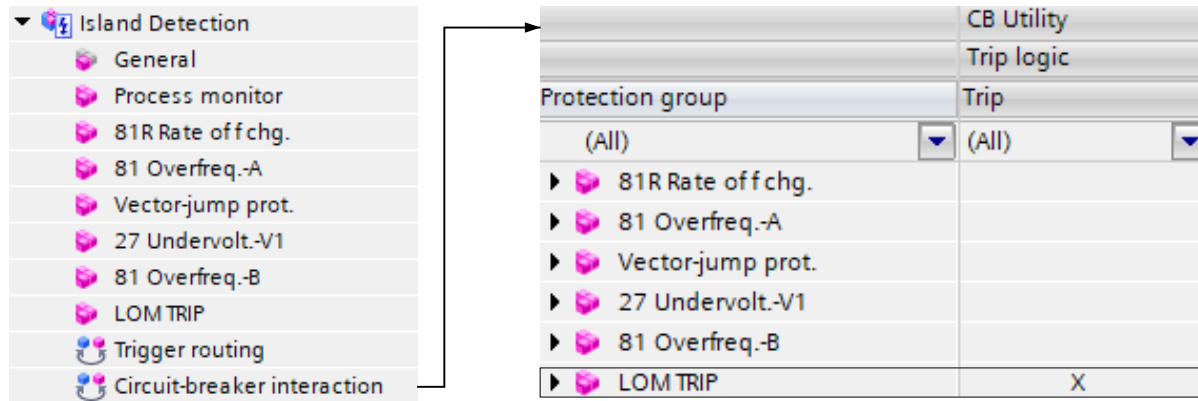 Island Detection
General
Process monitor
81R Rate of f chg.
81 Overfreq.-A
Vector-jump prot.
27 Undervolt.-V1
81 Overfreq.-B
LOM TRIP
Trigger routing
Circuit-breaker interaction
CB Utility
Trip logic
Protection group Trip
(All) (All)
81R Rate of f chg.
81 Overfreq.-A
Vector-jump prot.
27 Undervolt.-V1
81 Overfreq.-B
LOM TRIP X